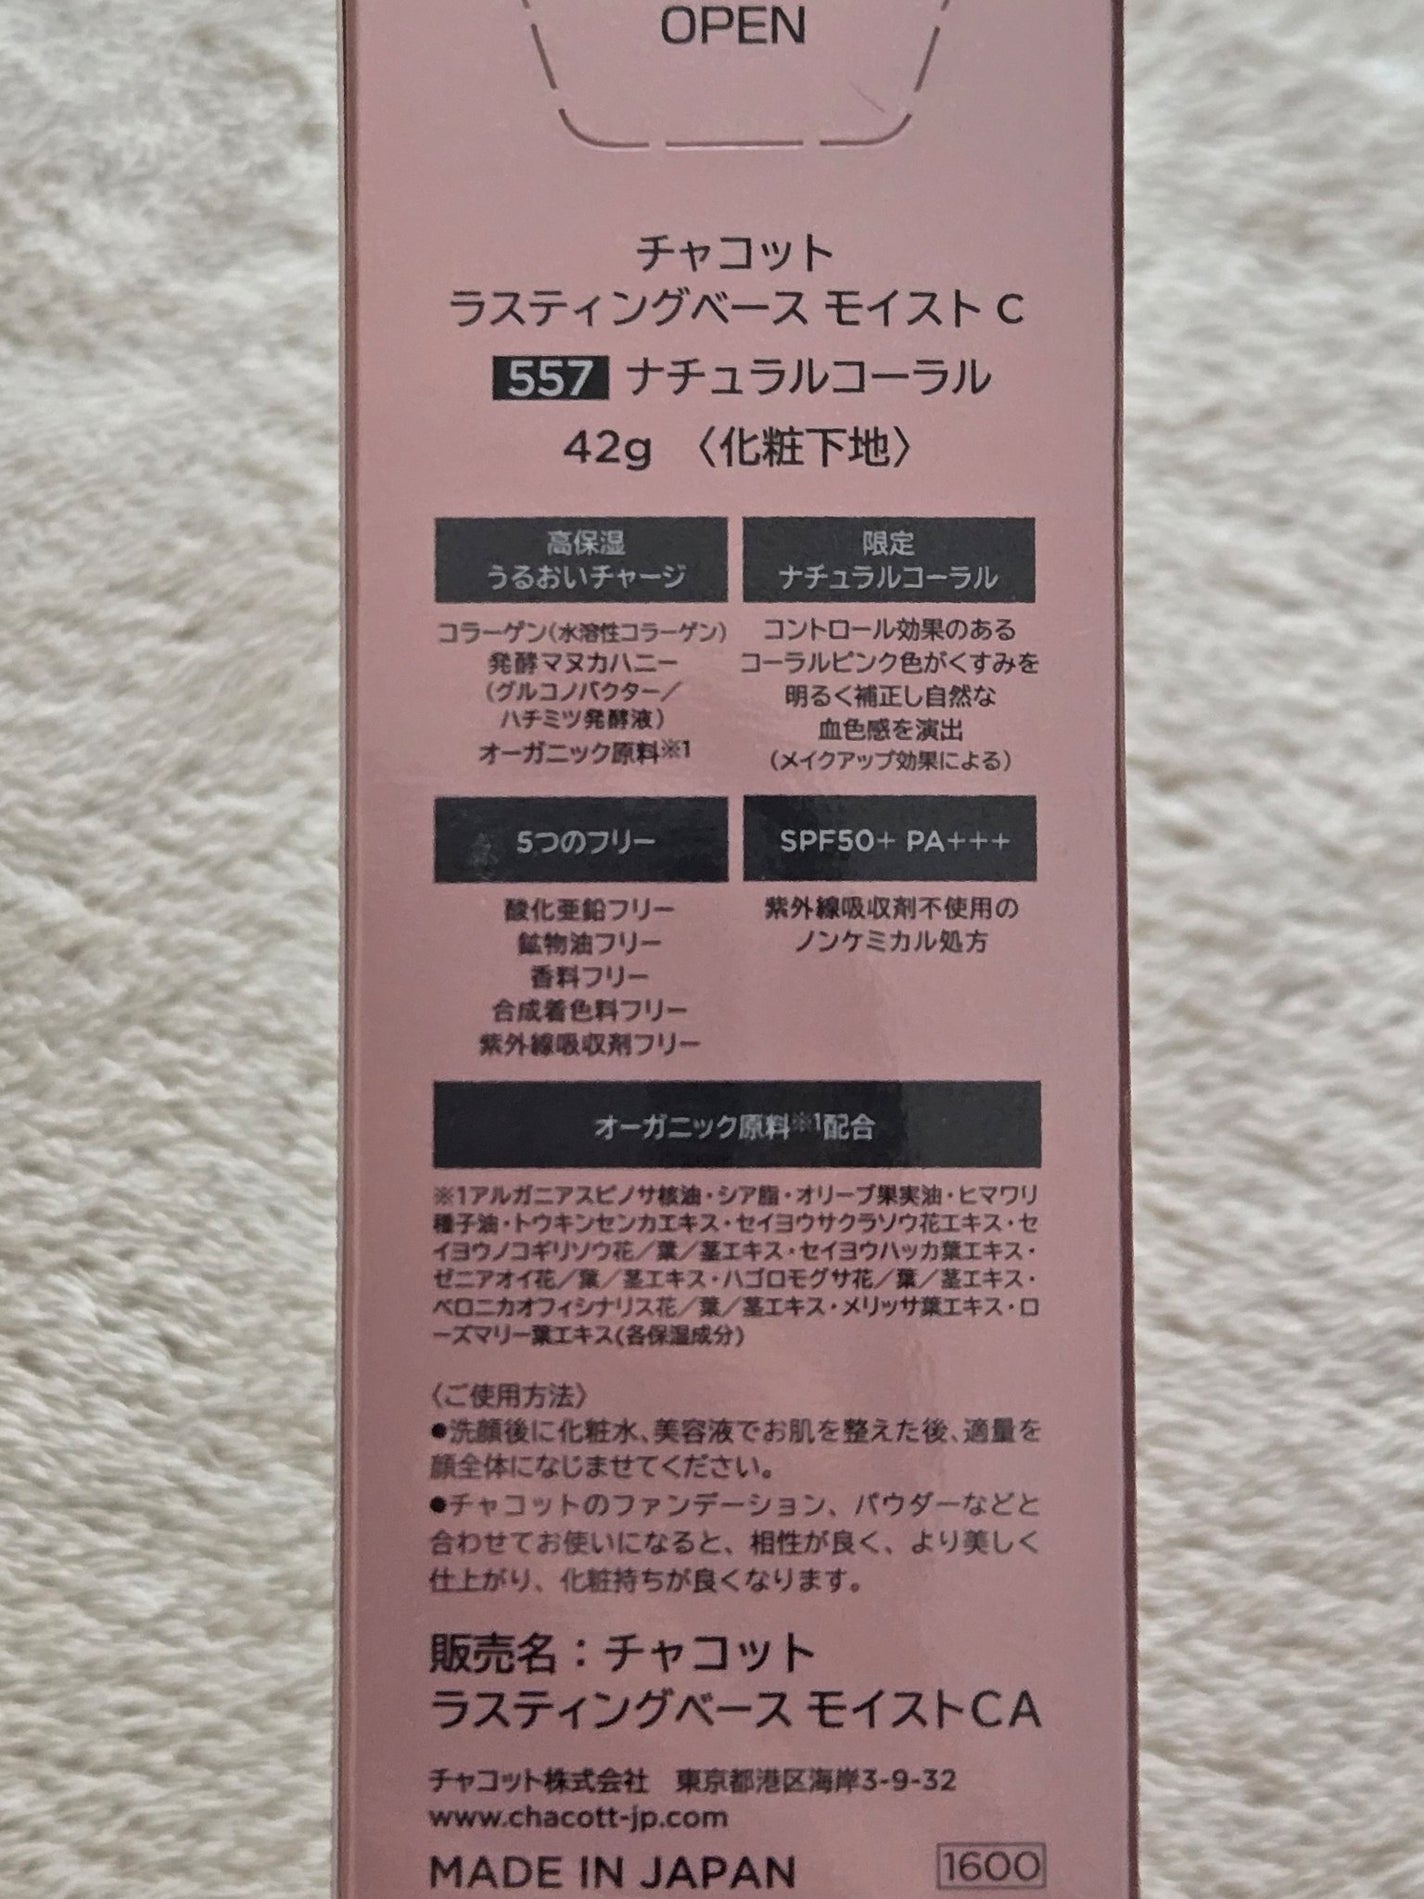 OPEN
チャコット
ラスティングベース モイスト C
557 ナチュラルコーラル
42g 〈化粧下地〉
高保湿
うるおいチャージ
コラーゲン(水溶性コラーゲン)
発酵マヌカハニー
(グルコノバクター/
ハチミツ発酵液)
オーガニック原料※1
限定
ナチュラルコーラル
コントロール効果のある
コーラルピンク色がくすみを
明るく補正し自然な
血色感を演出
(メイクアップ効果による)
5つのフリー
酸化亜鉛フリー
鉱物油フリー
香料フリー
合成着色料フリー
紫外線吸収剤フリー
SPF50+ PA+++
紫外線吸収剤不使用の
ノンケミカル処方
オーガニック原料※1配合
※1アルガニアスピノサ核油・シア脂・オリーブ果実油・ヒマワリ
種子油・トウキンセンカエキス・セイヨウサクラソウ花エキス・セ
イヨウノコギリソウ花/葉/茎エキス・セイヨウハッカ葉エキス・
ゼニアオイ花/葉/茎エキス・ハゴロモグサ花/葉/茎エキス・
ベロニカオフィシナリス花/葉/茎エキス・メリッサ葉エキス・ロ
ーズマリー葉エキス(各保湿成分)
〈ご使用方法〉
●洗顔後に化粧水、美容液でお肌を整えた後、適量を
顔全体になじませてください。
●チャコットのファンデーション、パウダーなどと
合わせてお使いになると、相性が良く、より美しく
仕上がり、化粧持ちが良くなります。
販売名：チャコット
ラスティングベース モイストCA
チャコット株式会社 東京都港区海岸3-9-32
www.chacott-jp.com
MADE IN JAPAN 1600